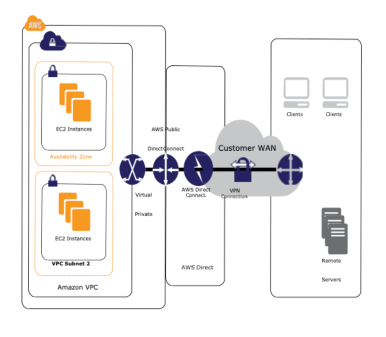 AWS
EC2 Instances
Availability Zone
EC2 Instances
VPC Subnet 2
Amazon VPC
Virtual
Private
AWS Public
DirectConnect
AWS Direct
Connect.
AWS Direct
Customer WAN
VPN
Connection
Clients
Clients
Remote
Servers